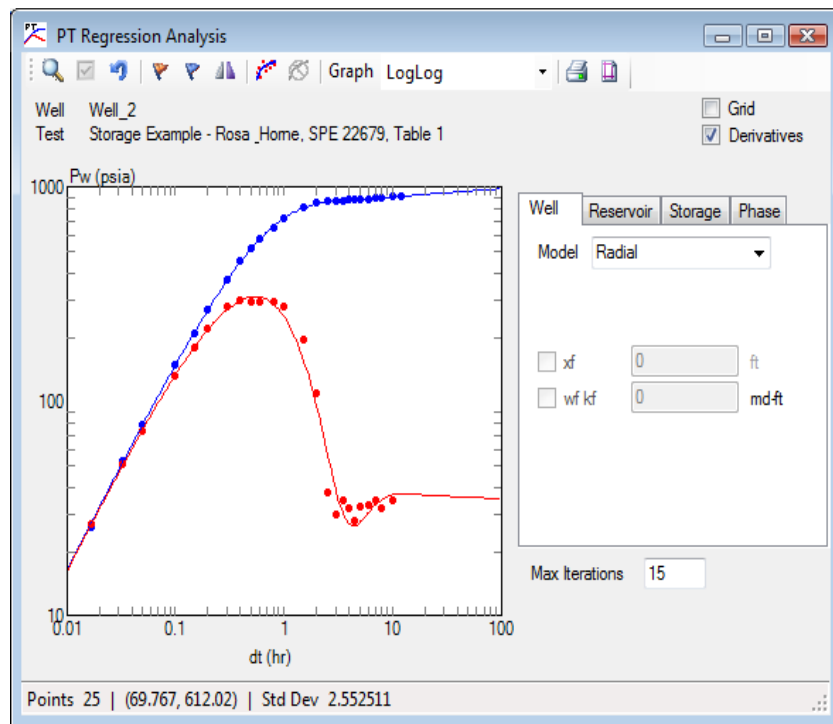 PT Regression Analysis
Graph LogLog
Well Well_2
Test Storage Example - Rosa _Home, SPE 22679, Table 1
Grid
Derivatives
Pw (psia)
1000
100
10
0.01 0.1 1 10 100
dt (hr)
Well Reservoir Storage Phase
Model Radial
xf 0 ft
wf kf 0 md-ft
Max Iterations 15
Points 25 | (69.767, 612.02) | Std Dev 2.552511